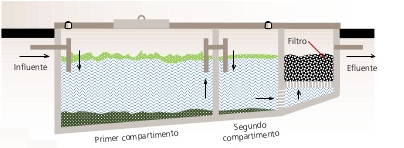 Filtro
Influente
Efluente
Primer compartimento
Segundo
compartimento